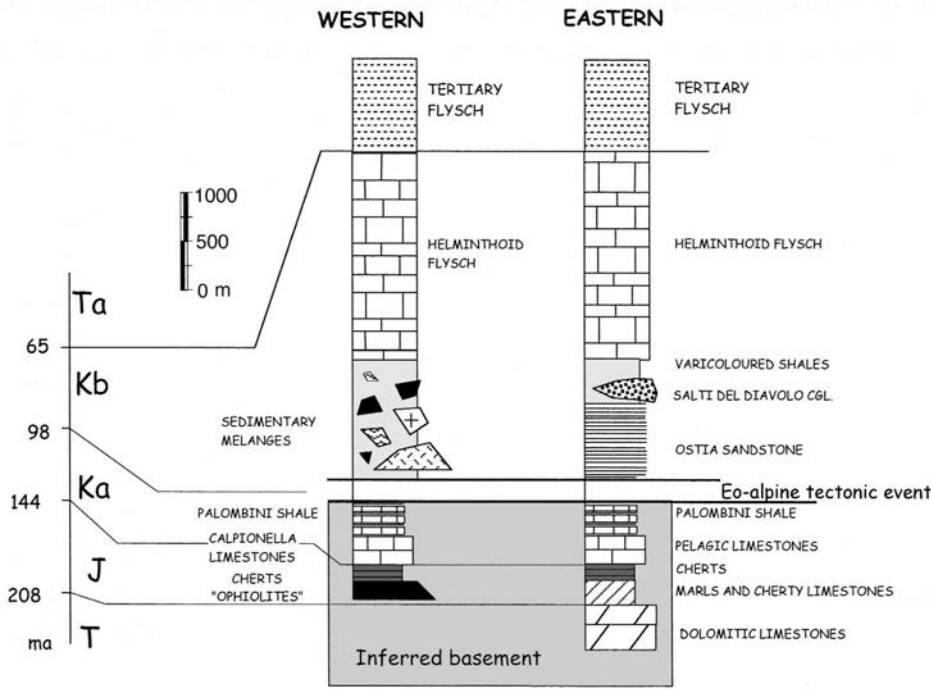 WESTERN
EASTERN
TERTIARY
FLYSCH
TERTIARY
FLYSCH
1000
500
0 m
HELMINTHOID
FLYSCH
HELMINTHOID FLYSCH
Ta
65
Kb
VARICOLOURED SHALES
SALTI DEL DIAVOLO CGL.
98
SEDIMENTARY
MELANGES
OSTIA SANDSTONE
Ka
Eo-alpine tectonic event
144
PALOMBINI SHALE
PALOMBINI SHALE
CALPIONELLA
LIMESTONES
PELAGIC LIMESTONES
J
CHERTS
CHERTS
"OPHIOLITES"
MARLS AND CHERTY LIMESTONES
208
ma
T
DOLOMITIC LIMESTONES
Inferred basement